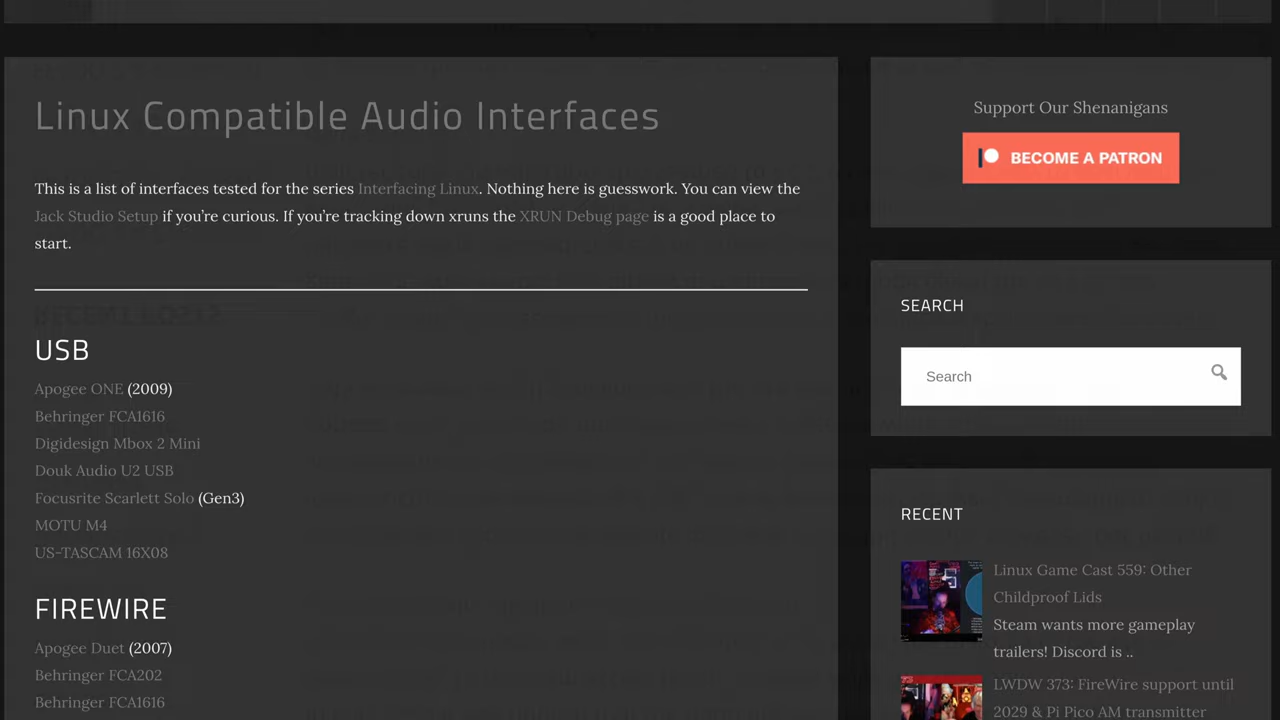 Linux Compatible Audio Interfaces
This is a list of interfaces tested for the series Interfacing Linux. Nothing here is guesswork. You can view the
Jack Studio Setup if you’re curious. If you’re tracking down xruns the XRUN Debug page is a good place to
start.
USB
Apogee ONE (2009)
Behringer FCA1616
Digidesign Mbox 2 Mini
Douk Audio U2 USB
Focusrite Scarlett Solo (Gen3)
MOTU M4
US-TASCAM 16X08
FIREWIRE
Apogee Duet (2007)
Behringer FCA202
Behringer FCA1616
Support Our Shenanigans
BECOME A PATRON
SEARCH
Search
RECENT
Linux Game Cast 559: Other
Childproof Lids
Steam wants more gameplay
trailers! Discord is ..
LWDW 373: FireWire support until
2029 & Pi Pico AM transmitter